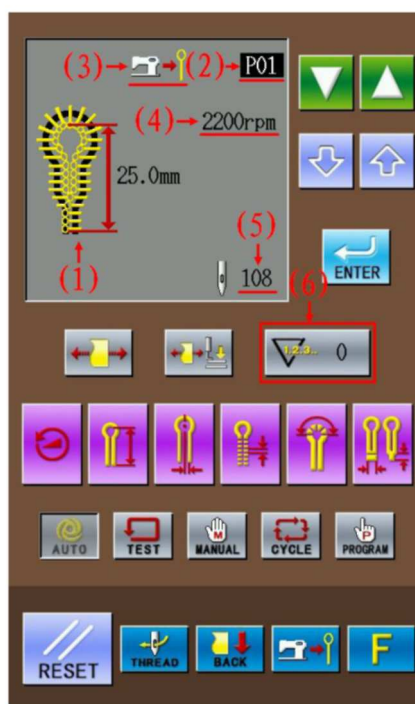 (3) (2) P01
(4) 2200rpm
25.0mm
(5)
(1) 108 (6)
ENTER
1.2.3.. 0
AUTO TEST MANUAL CYCLE PROGRAM
M P
RESET THREAD BACK F